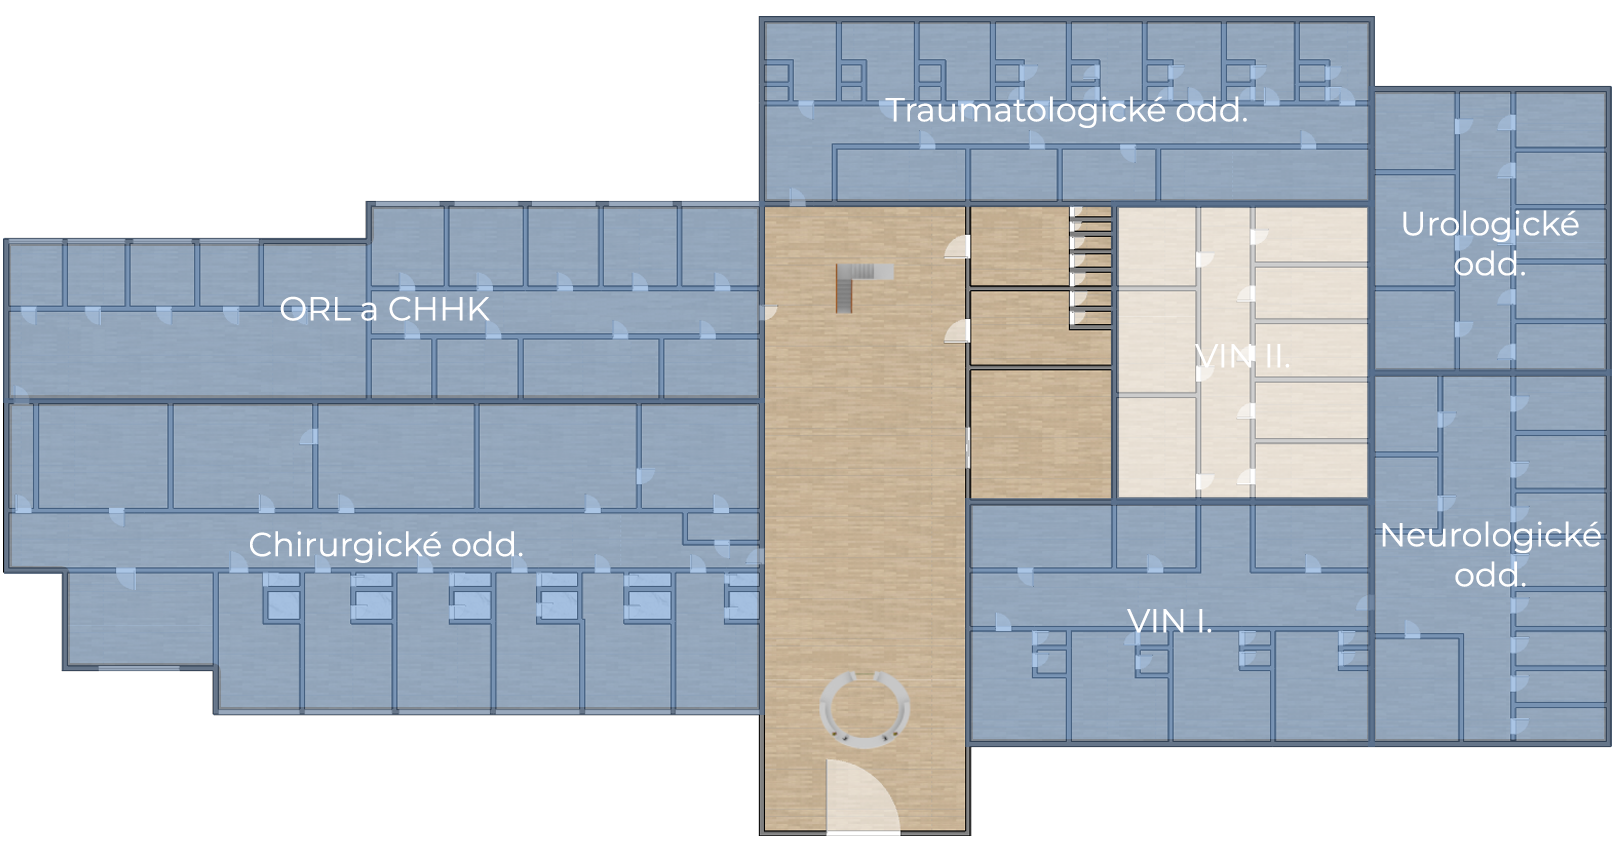 Traumatologické odd.
Urologické
odd.
ORL a CHHK
VIN II.
Chirurgické odd.
Neurologické
odd.
VIN I.